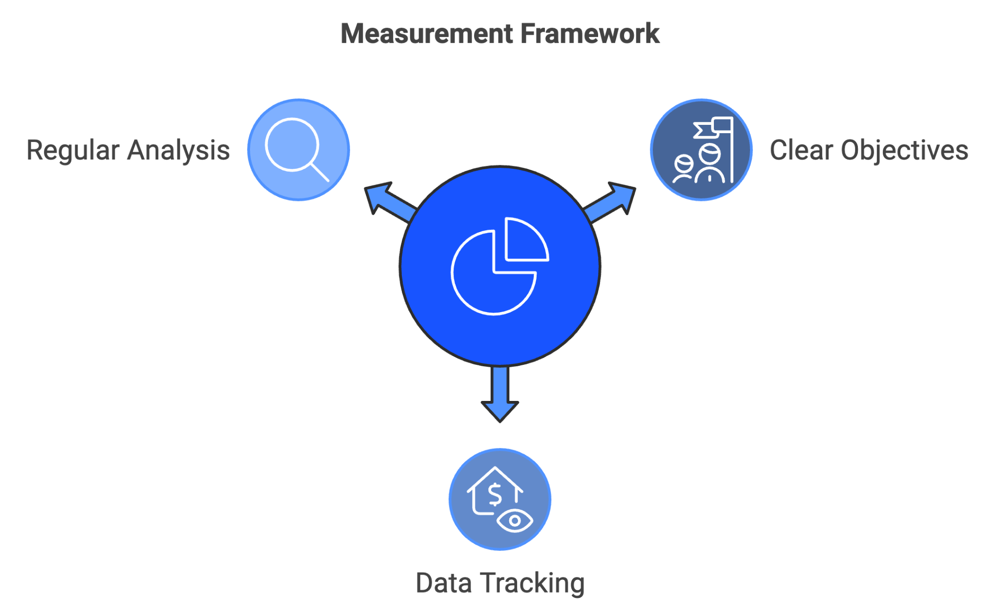 Measurement Framework
Regular Analysis
Clear Objectives
$
Data Tracking